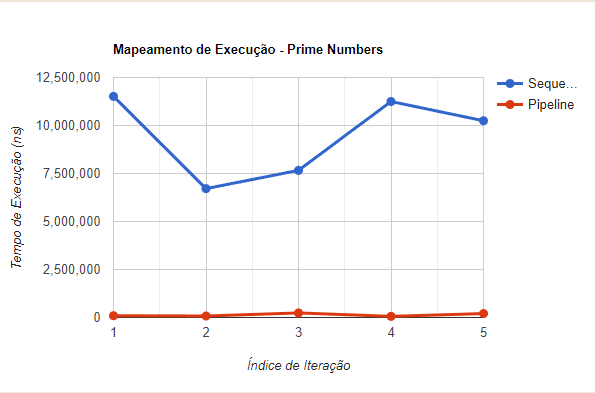 Mapeamento de Execução - Prime Numbers
12,500,000
10,000,000
7,500,000
5,000,000
2,500,000
0
Tempo de Execução (ns)
1 2 3 4 5
Índice de Iteração
Seque...
Pipeline